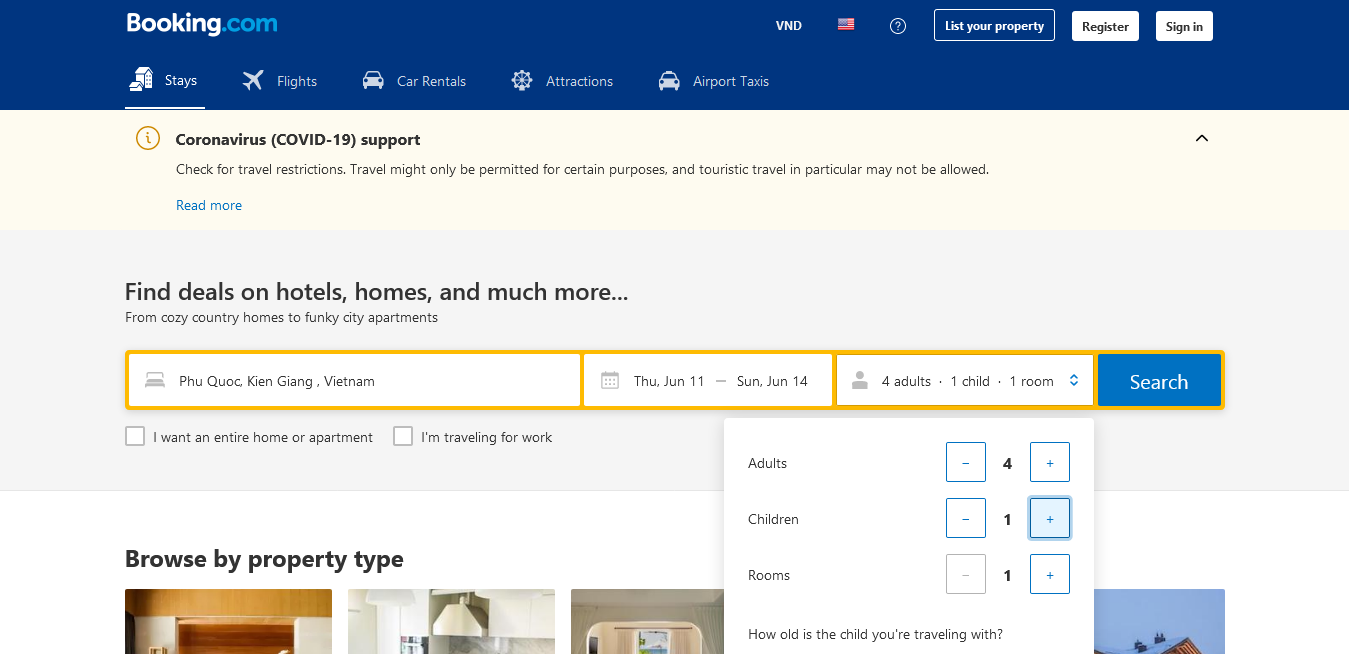 Booking.com
VND
List your property
Register
Sign in
Stays
Flights
Car Rentals
Attractions
Airport Taxis
Coronavirus (COVID-19) support
Check for travel restrictions. Travel might only be permitted for certain purposes, and touristic travel in particular may not be allowed.
Read more
Find deals on hotels, homes, and much more...
From cozy country homes to funky city apartments
Phu Quoc, Kien Giang , Vietnam
Thu, Jun 11 — Sun, Jun 14
4 adults · 1 child · 1 room
Search
I want an entire home or apartment
I'm traveling for work
Adults − 4 +
Children − 1 +
Rooms − 1 +
How old is the child you're traveling with?
Browse by property type